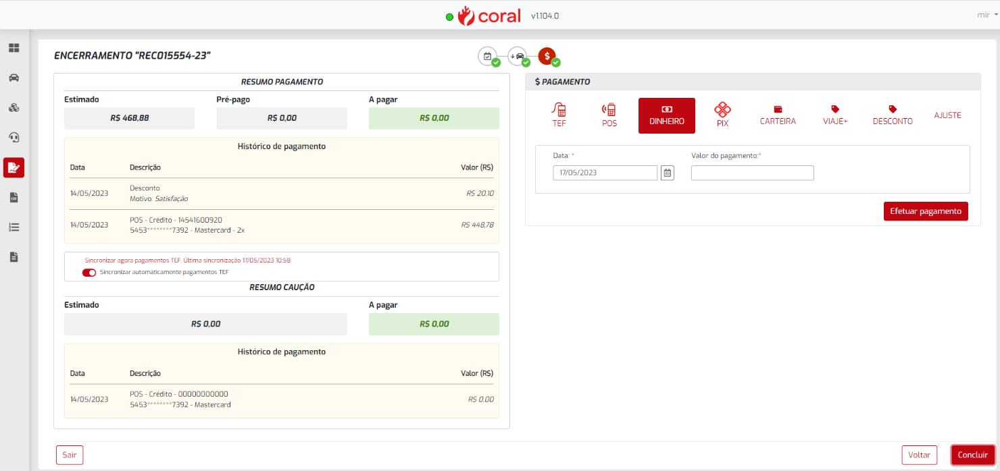 coral v1.104.0
mir
ENCERRAMENTO "REC015554-23"
RESUMO PAGAMENTO
Estimado Pré-pago A pagar
R$ 468,88 R$ 0,00 R$ 0,00
Histórico de pagamento
Data Descrição Valor (R$)
14/05/2023 Desconto R$ 20,10
Motivo: Satisfação
14/05/2023 POS - Crédito - 14541600920 R$ 448,78
5453********7392 - Mastercard - 2x
Sincronizar agora pagamentos TEF. Última sincronização 17/05/2023 10:58
Sincronizar automáticamente pagamentos TEF
RESUMO CAUÇÃO
Estimado A pagar
R$ 0,00 R$ 0,00
Histórico de pagamento
Data Descrição Valor (R$)
14/05/2023 POS - Crédito - 00000000000 R$ 0,00
5453********7392 - Mastercard
$ PAGAMENTO
TEF POS DINHEIRO PIX CARTEIRA VIAJE+ DESCONTO AJUSTE
Data: * Valor do pagamento:*
17/05/2023
Efetuar pagamento
Sair Voltar Concluir